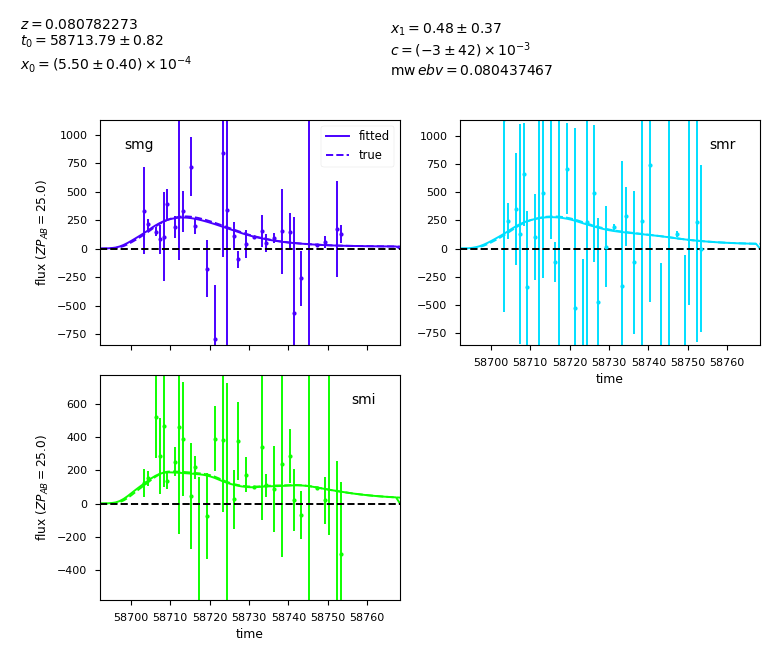 z = 0.080782273
t₀ = 58713.79 ± 0.82
x₀ = (5.50 ± 0.40) × 10⁻⁴
x₁ = 0.48 ± 0.37
c = (−3 ± 42) × 10⁻³
mw ebv = 0.080437467
smg
fitted
true
1000
750
500
250
0
−250
−500
−750
flux (ZP_AB = 25.0)
smr
1000
750
500
250
0
−250
−500
−750
58700 58710 58720 58730 58740 58750 58760
time
smi
600
400
200
0
−200
−400
flux (ZP_AB = 25.0)
58700 58710 58720 58730 58740 58750 58760
time